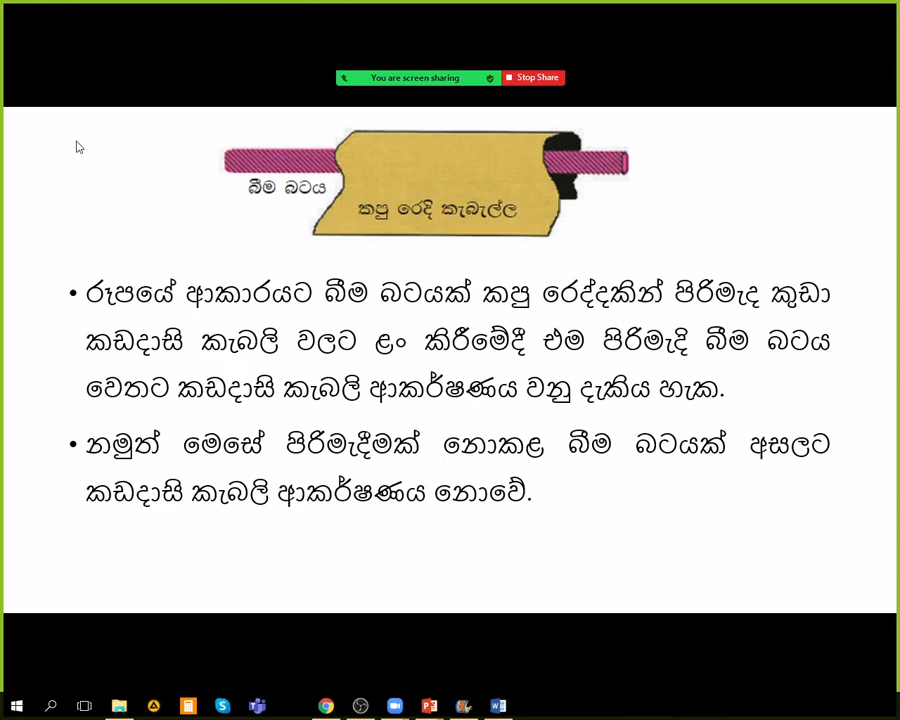 You are screen sharing Stop Share
බීම බටය
කපු රෙදි කැබැල්ල
• රූපයේ ආකාරයට බීම බටයක් කපු රෙද්දකින් පිරිමැද කුඩා
කඩදාසි කැබලි වලට ළං කිරීමේදී එම පිරිමැදි බීම බටය
වෙතට කඩදාසි කැබලි ආකර්ෂණය වනු දැකිය හැක.
• නමුත් මෙසේ පිරිමැදීමක් නොකළ බීම බටයක් අසලට
කඩදාසි කැබලි ආකර්ෂණය නොවේ.